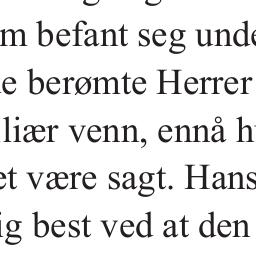 m befant seg unde
e berømte Herrer
liær venn, ennå h
et være sagt. Hans
ig best ved at den